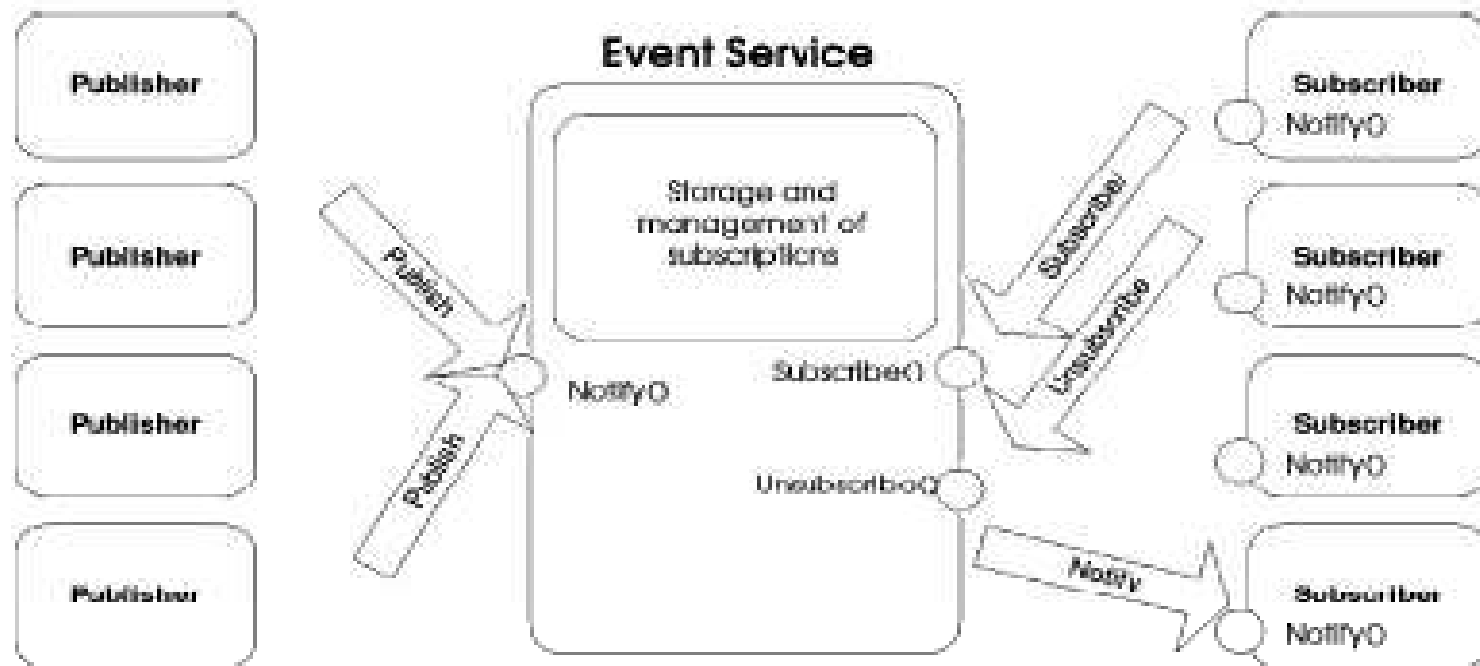 Publisher
Publisher
Publisher
Publisher
Event Service
Storage and
management of
subscriptions
Publish
Publish
Notify()
Subscribe()
Unsubscribe()
Subscribe
Unsubscribe
Notify
Subscriber
Notify()
Subscriber
Notify()
Subscriber
Notify()
Subscriber
Notify()